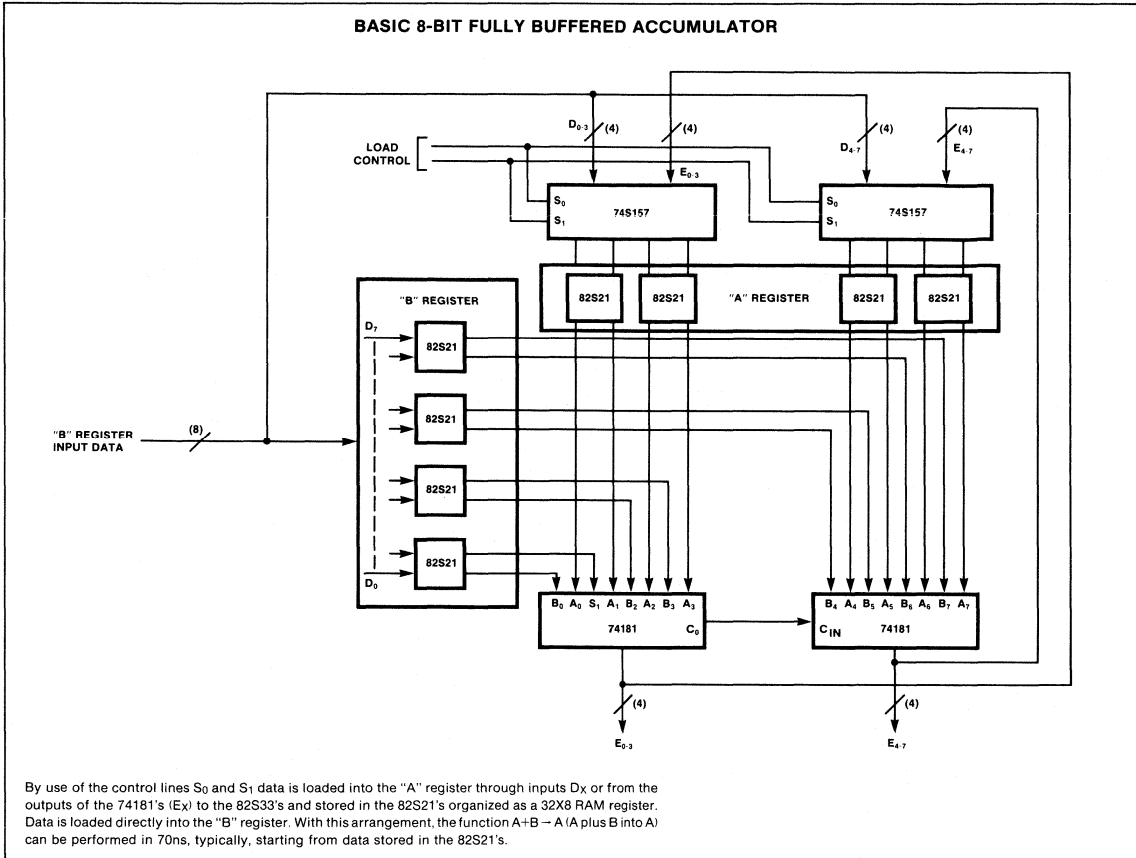 BASIC 8-BIT FULLY BUFFERED ACCUMULATOR
D0-3
(4)
(4)
(4)
D4-7
(4)
E4-7
LOAD
CONTROL
E0-3
S0
S1
74S157
S0
S1
74S157
82S21
82S21
"A" REGISTER
82S21
82S21
"B" REGISTER
D7
82S21
82S21
82S21
82S21
D0
"B" REGISTER
INPUT DATA
(8)
B0 A0 S1 A1 B2 A2 B3 A3
74181
C0
B4 A4 B5 A5 B6 A6 B7 A7
CIN
74181
(4)
E0-3
(4)
E4-7
By use of the control lines S0 and S1 data is loaded into the "A" register through inputs DX or from the
outputs of the 74181's (EX) to the 82S33's and stored in the 82S21's organized as a 32X8 RAM register.
Data is loaded directly into the "B" register. With this arrangement, the function A+B → A (A plus B into A)
can be performed in 70ns, typically, starting from data stored in the 82S21's.